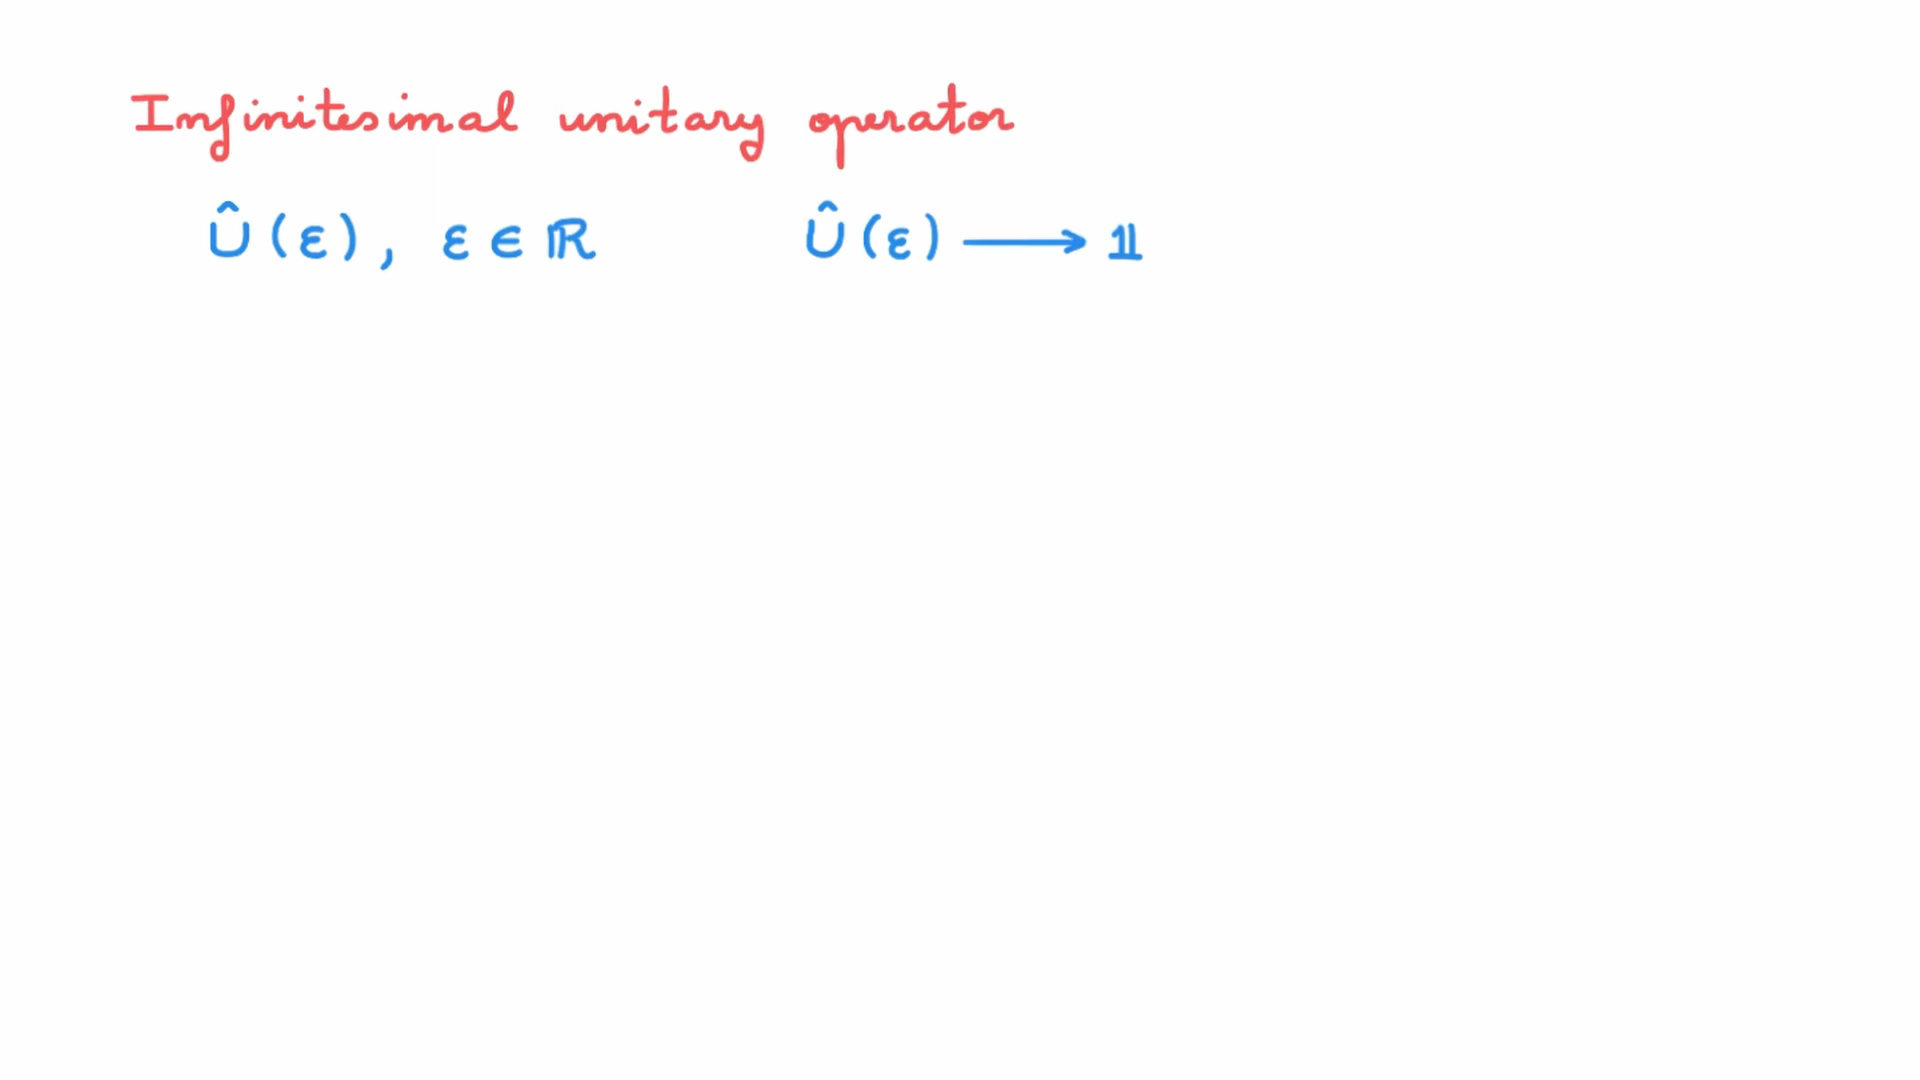 Infinitesimal unitary operator
Û(ε), ε ∈ ℝ Û(ε) ⟶ 𝟙